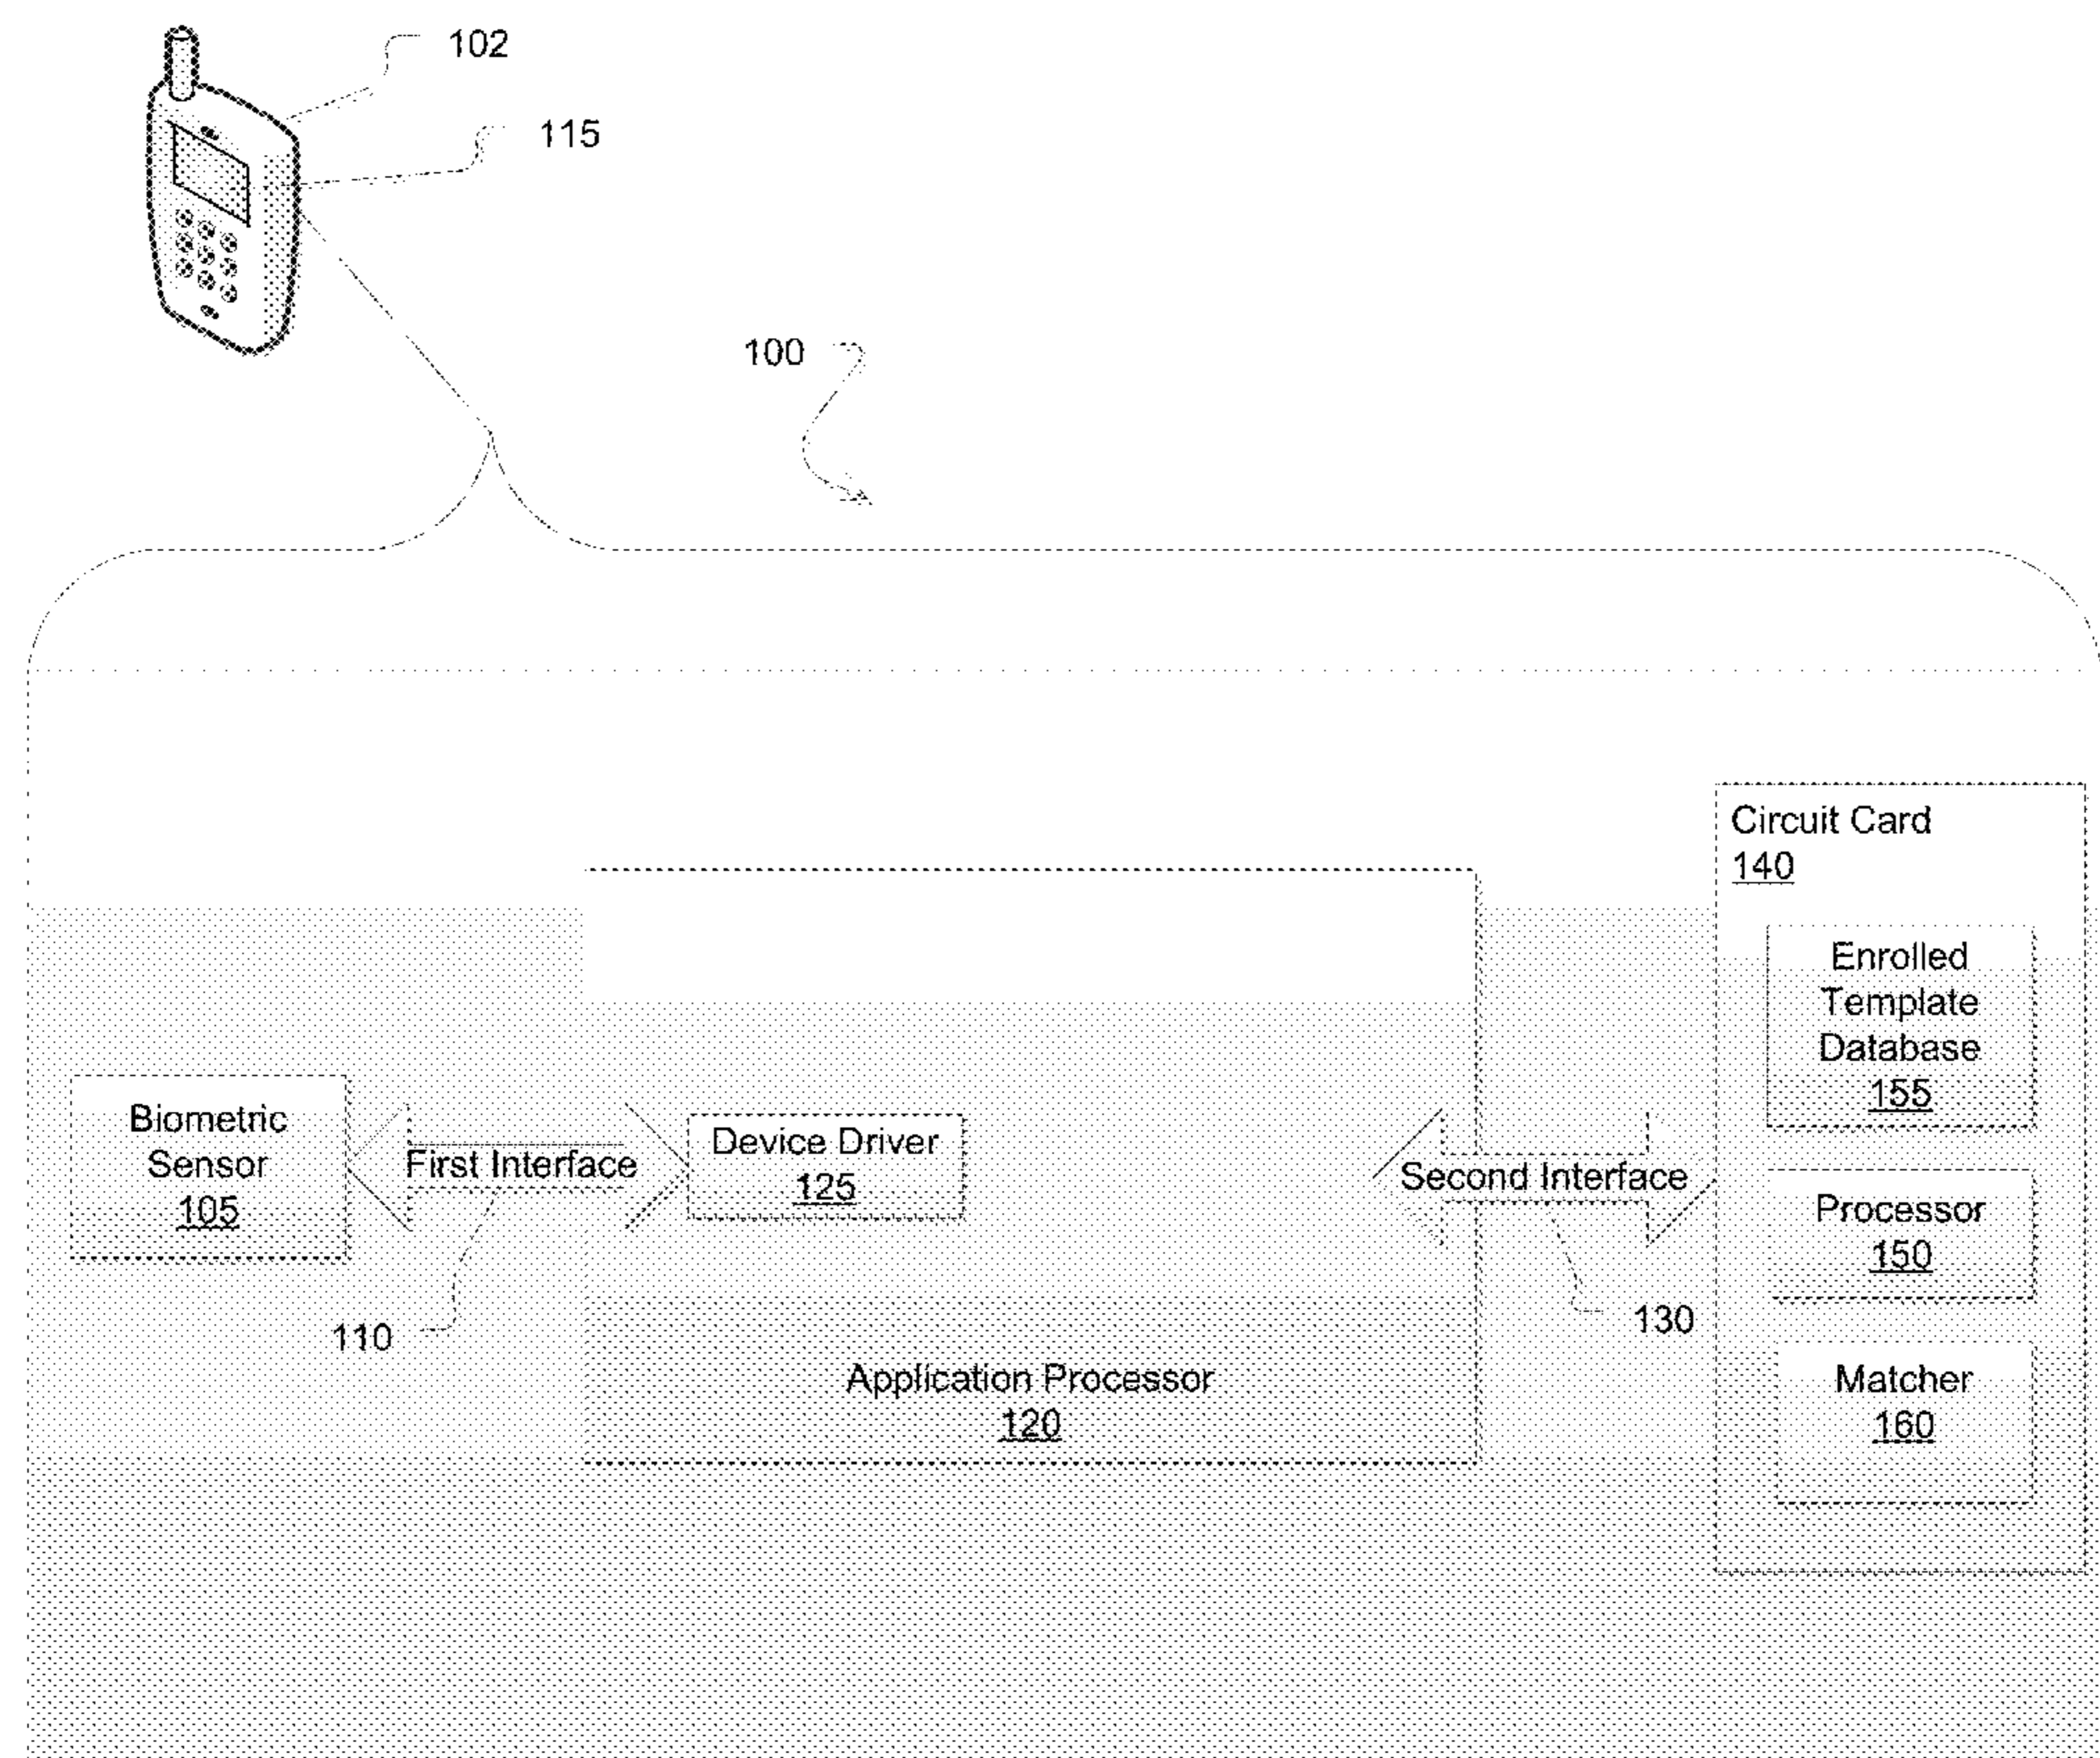 102
115
100
Circuit Card
140
Enrolled
Template
Database
155
Biometric
Sensor
105
First Interface
Device Driver
125
Second Interface
Processor
150
110
130
Application Processor
120
Matcher
160